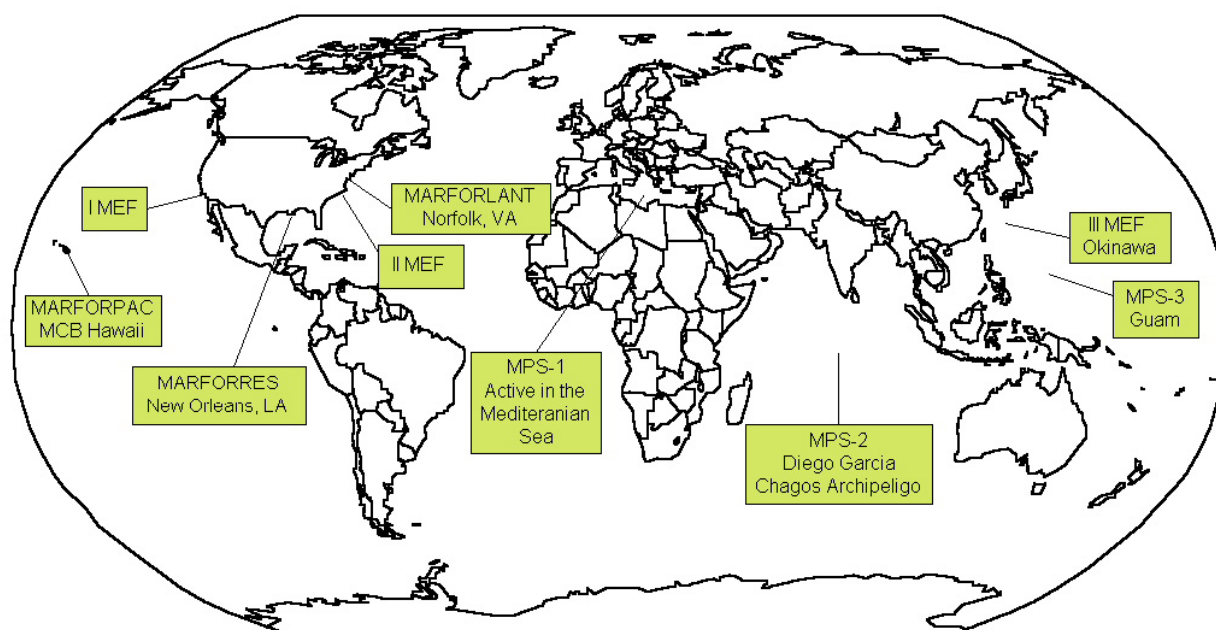 I MEF
MARFORLANT
Norfolk, VA
II MEF
III MEF
Okinawa
MARFORPAC
MCB Hawaii
MPS-3
Guam
MARFORRES
New Orleans, LA
MPS-1
Active in the
Mediteranian
Sea
MPS-2
Diego Garcia
Chagos Archipeligo